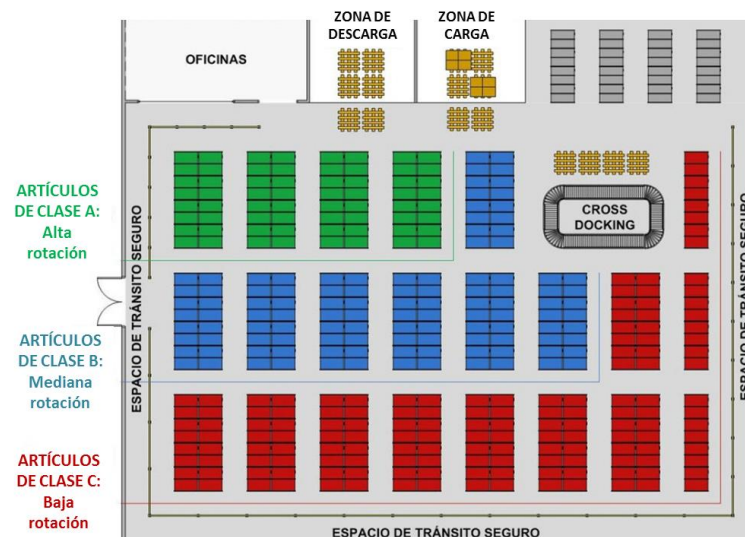 ZONA DE
DESCARGA
ZONA DE
CARGA
OFICINAS
ARTÍCULOS
DE CLASE A:
Alta
rotación
CROSS
DOCKING
ESPACIO DE TRÁNSITO SEGURO
ESPACIO DE TRÁNSITO SEGURO
ARTÍCULOS
DE CLASE B:
Mediana
rotación
ARTÍCULOS
DE CLASE C:
Baja
rotación
ESPACIO DE TRÁNSITO SEGURO